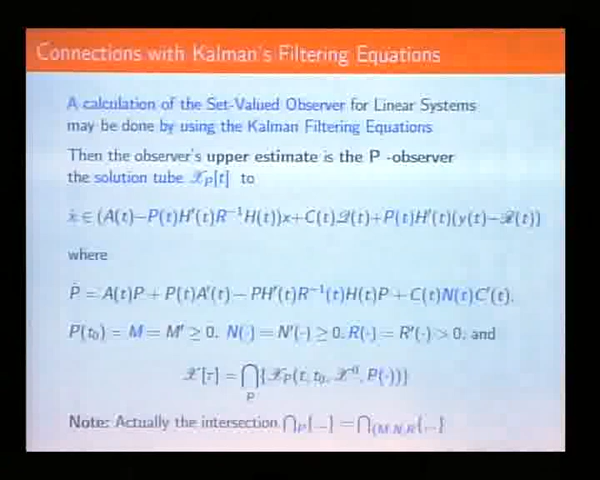 Connections with Kalman's Filtering Equations
A calculation of the Set-Valued Observer for Linear Systems
may be done by using the Kalman Filtering Equations
Then the observer's upper estimate is the P -observer
the solution tube 𝒳_P[t] to
ẋ ∈ (A(t)−P(t)H′(t)R⁻¹H(t))x+C(t)𝒬(t)+P(t)H′(t)(y(t)−ℛ(t))
where
Ṗ = A(t)P + P(t)A′(t) − PH′(t)R⁻¹(t)H(t)P + C(t)N(t)C′(t).
P(t₀) = M = M′ ≥ 0, N(·) = N′(·) ≥ 0, R(·) = R′(·) > 0, and
𝒳[τ] = ⋂_P {𝒳_P(t, t₀, 𝒳⁰, P(·))}
Note: Actually the intersection ⋂_P{...} = ⋂_{M,N,R}{...}